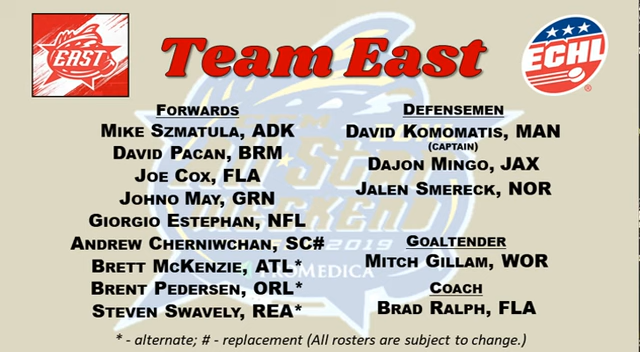 EAST
Team East
ECHL
FORWARDS
MIKE SZMATULA, ADK
DAVID PACAN, BRM
JOE COX, FLA
JOHNO MAY, GRN
GIORGIO ESTEPHAN, NFL
ANDREW CHERNIWCHAN, SC#
BRETT MCKENZIE, ATL*
BRENT PEDERSEN, ORL*
STEVEN SWAVELY, REA*
DEFENSEMEN
DAVID KOMOMATIS, MAN
(CAPTAIN)
DAJON MINGO, JAX
JALEN SMERECK, NOR
GOALTENDER
MITCH GILLAM, WOR
COACH
BRAD RALPH, FLA
2019
PROMEDICA
* - alternate; # - replacement (All rosters are subject to change.)